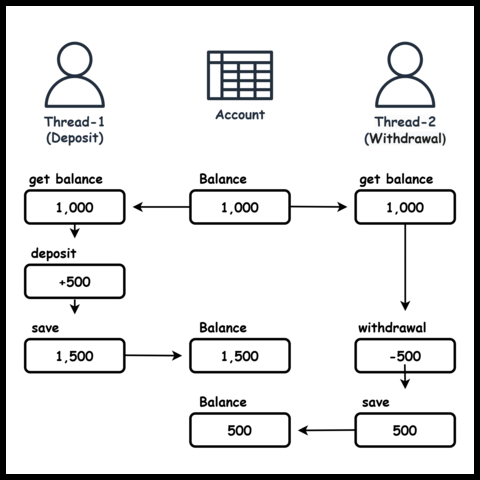 Thread-1
(Deposit)
Account
Thread-2
(Withdrawal)
get balance
Balance
get balance
1,000
1,000
1,000
deposit
+500
save
Balance
withdrawal
1,500
1,500
-500
Balance
save
500
500